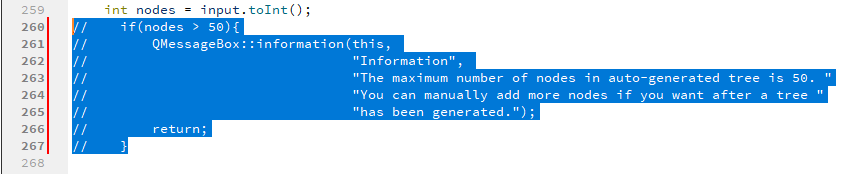 259 int nodes = input.toInt();
260 // if(nodes > 50){
261 // QMessageBox::information(this,
262 // "Information",
263 // "The maximum number of nodes in auto-generated tree is 50. "
264 // "You can manually add more nodes if you want after a tree "
265 // "has been generated.");
266 // return;
267 // }
268